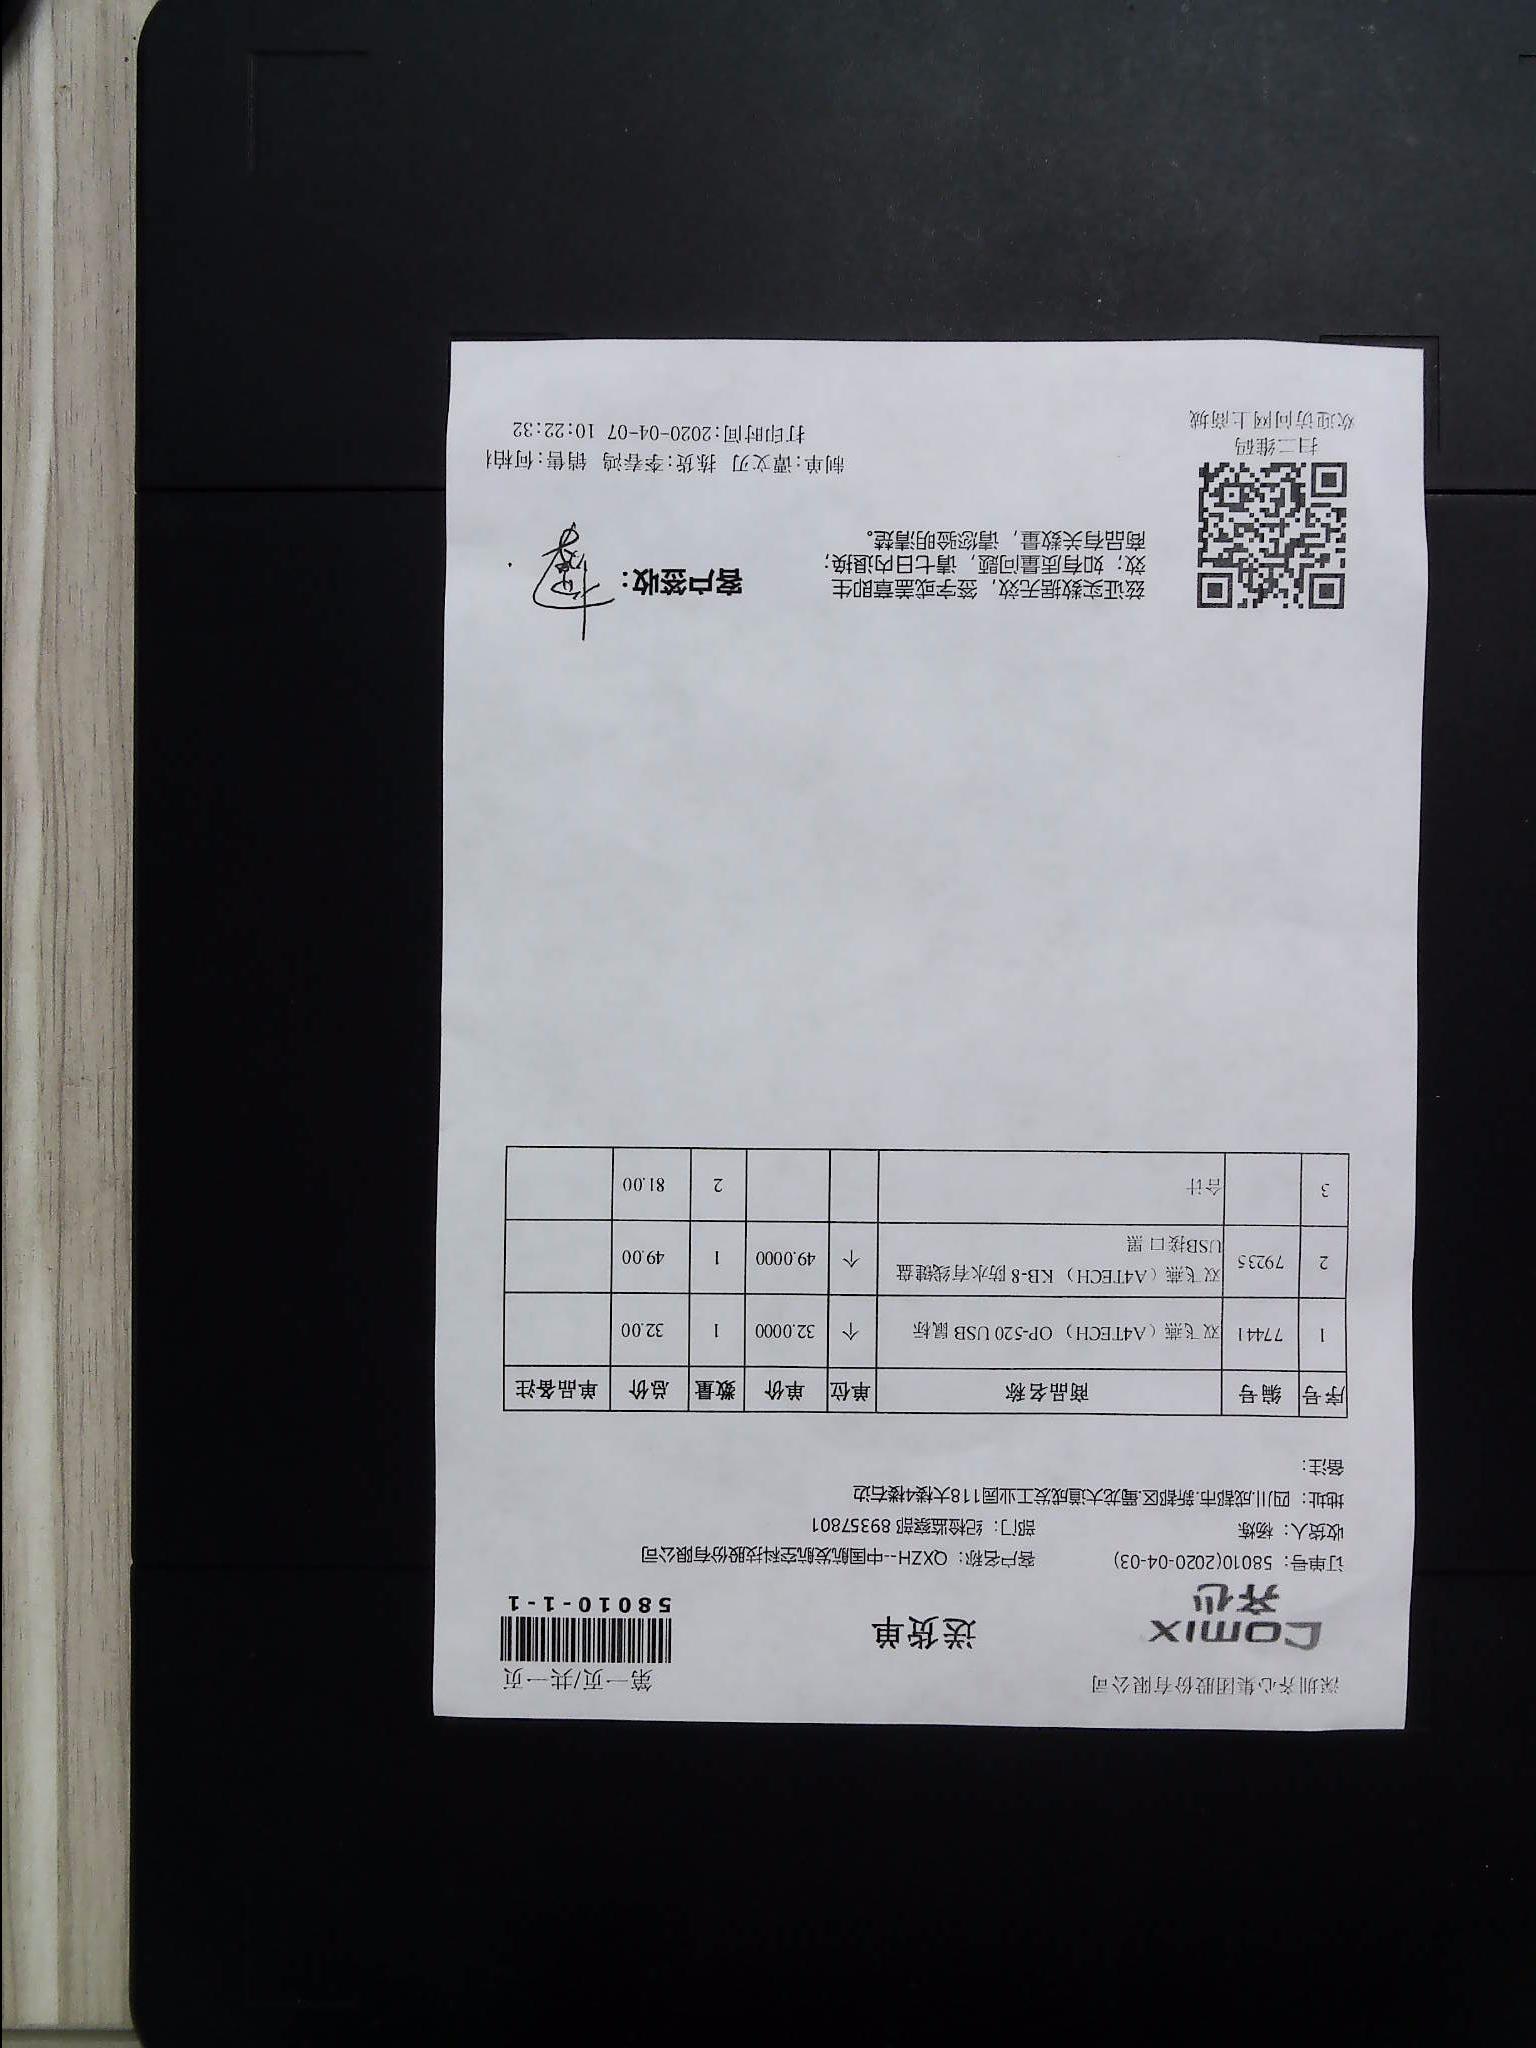 深圳齐心集团股份有限公司
第一页/共一页
comix
齐心
送货单
58010-1-1
订单号：58010(2020-04-03) 客户名称：QXZH--中国航发航空科技股份有限公司
收货人：杨炼 部门：纪检监察部 89357801
地址：四川.成都市.新都区.蜀龙大道成发工业园118大楼4楼右边
备注：
序号 编号 商品名称 单位 单价 数量 总价 单品备注
1 77441 双飞燕（A4TECH） OP-520 USB 鼠标 个 32.0000 1 32.00
2 79235 双飞燕（A4TECH） KB-8 防水有线键盘 个 49.0000 1 49.00
USB接口 黑
3 合计 2 81.00
兹证实数据无效，签字或盖章即生
效；如有质量问题，请七日内退换；
商品有关数量，请您验明清楚。
客户签收：
扫二维码
欢迎访问网上商城
制单:谭文刃 拣货:李春鸿 销售:何柏
打印时间:2020-04-07 10:22:32